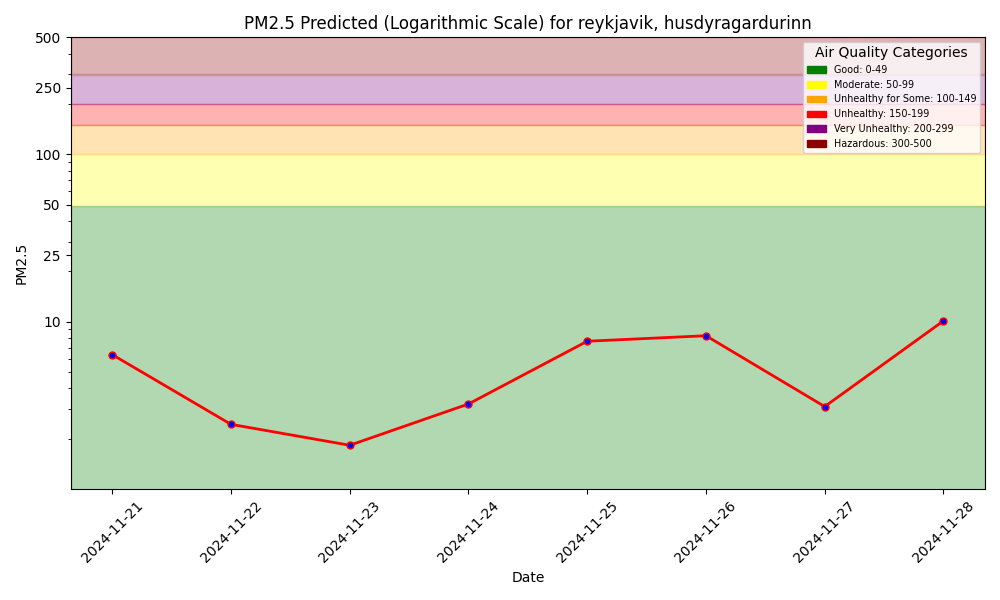 PM2.5 Predicted (Logarithmic Scale) for reykjavik, husdyragardurinn
Air Quality Categories
Good: 0-49
Moderate: 50-99
Unhealthy for Some: 100-149
Unhealthy: 150-199
Very Unhealthy: 200-299
Hazardous: 300-500
500
250
100
50
25
10
PM2.5
2024-11-21
2024-11-22
2024-11-23
2024-11-24
2024-11-25
2024-11-26
2024-11-27
2024-11-28
Date